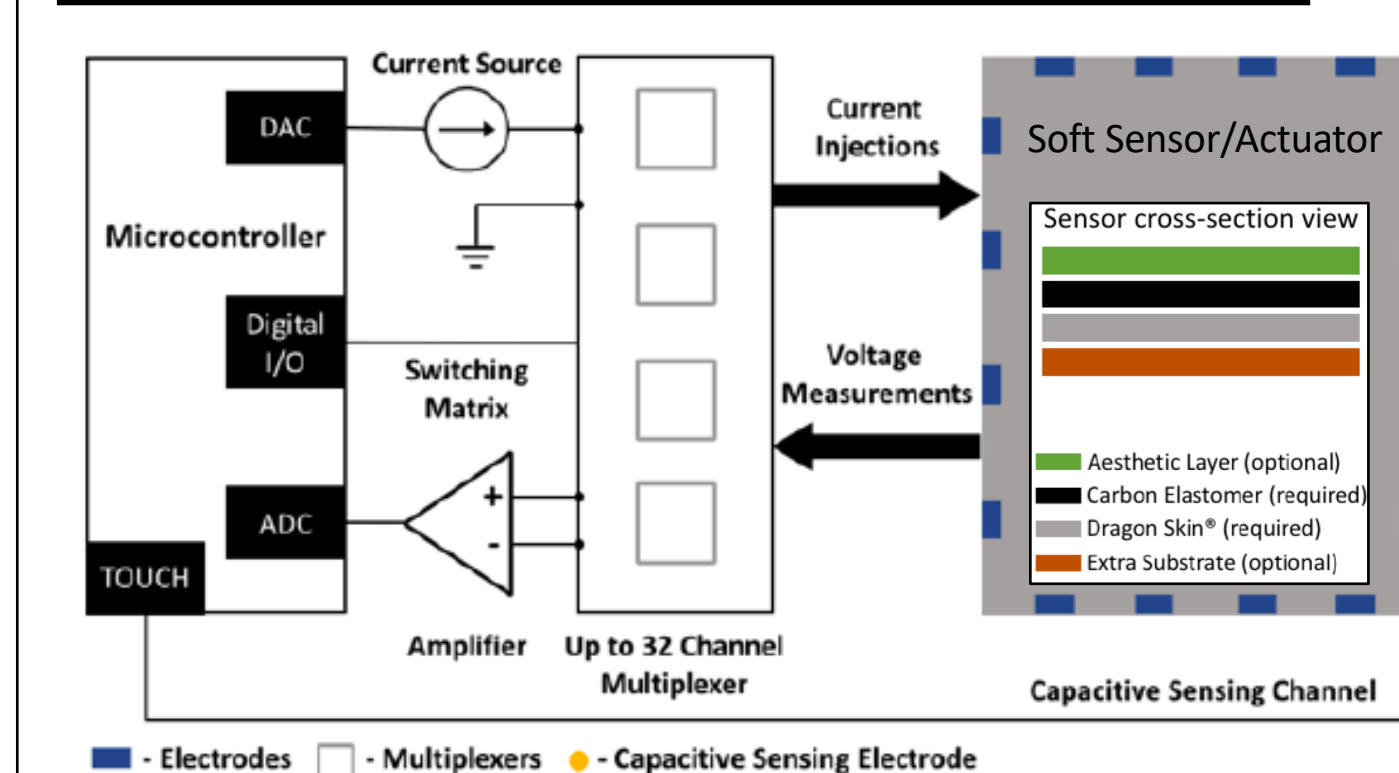 Current Source
DAC
Current
Injections
Soft Sensor/Actuator
Microcontroller
Sensor cross-section view
Digital
I/O
Switching
Matrix
Voltage
Measurements
+
-
ADC
Aesthetic Layer (optional)
Carbon Elastomer (required)
Dragon Skin® (required)
Extra Substrate (optional)
TOUCH
Amplifier
Up to 32 Channel
Multiplexer
Capacitive Sensing Channel
- Electrodes
- Multiplexers
- Capacitive Sensing Electrode